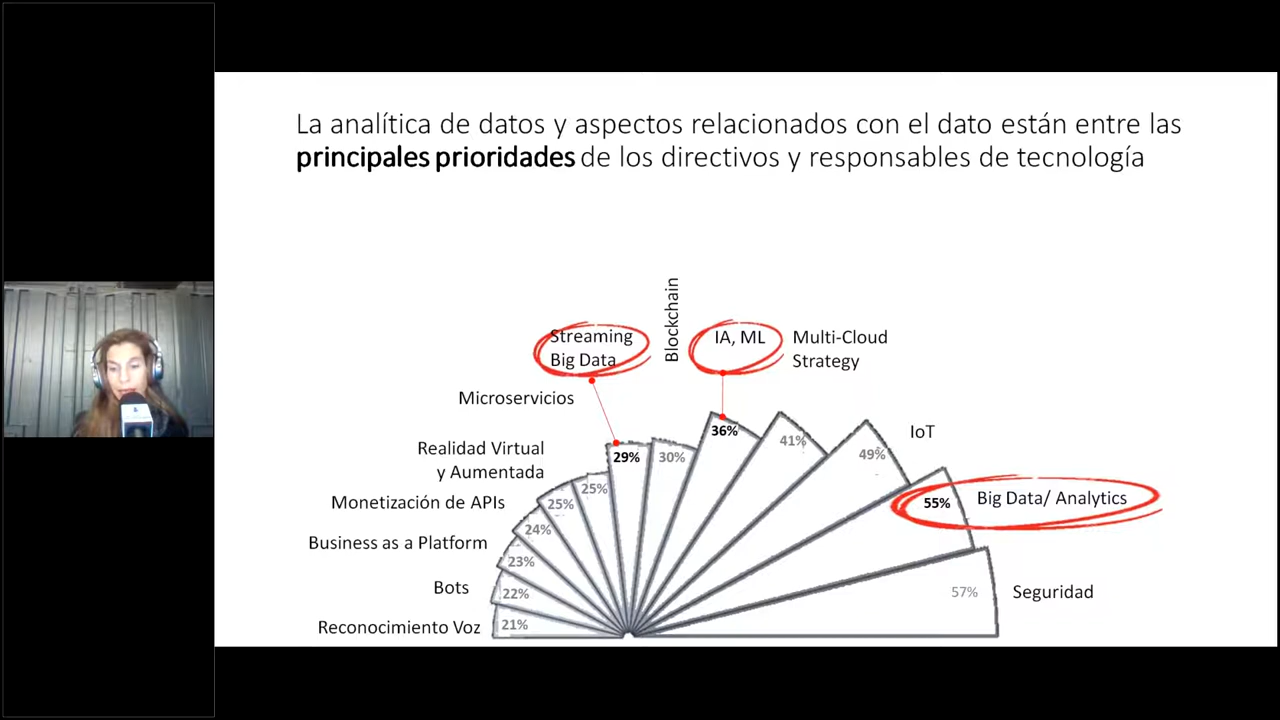 La analítica de datos y aspectos relacionados con el dato están entre las
principales prioridades de los directivos y responsables de tecnología
Blockchain
Streaming
Big Data
IA, ML
Multi-Cloud
Strategy
Microservicios
IoT
Realidad Virtual
y Aumentada
Monetización de APIs
Business as a Platform
Bots
Reconocimiento Voz
21%
22%
23%
24%
25%
25%
29%
30%
36%
41%
49%
55%
Big Data/ Analytics
57%
Seguridad